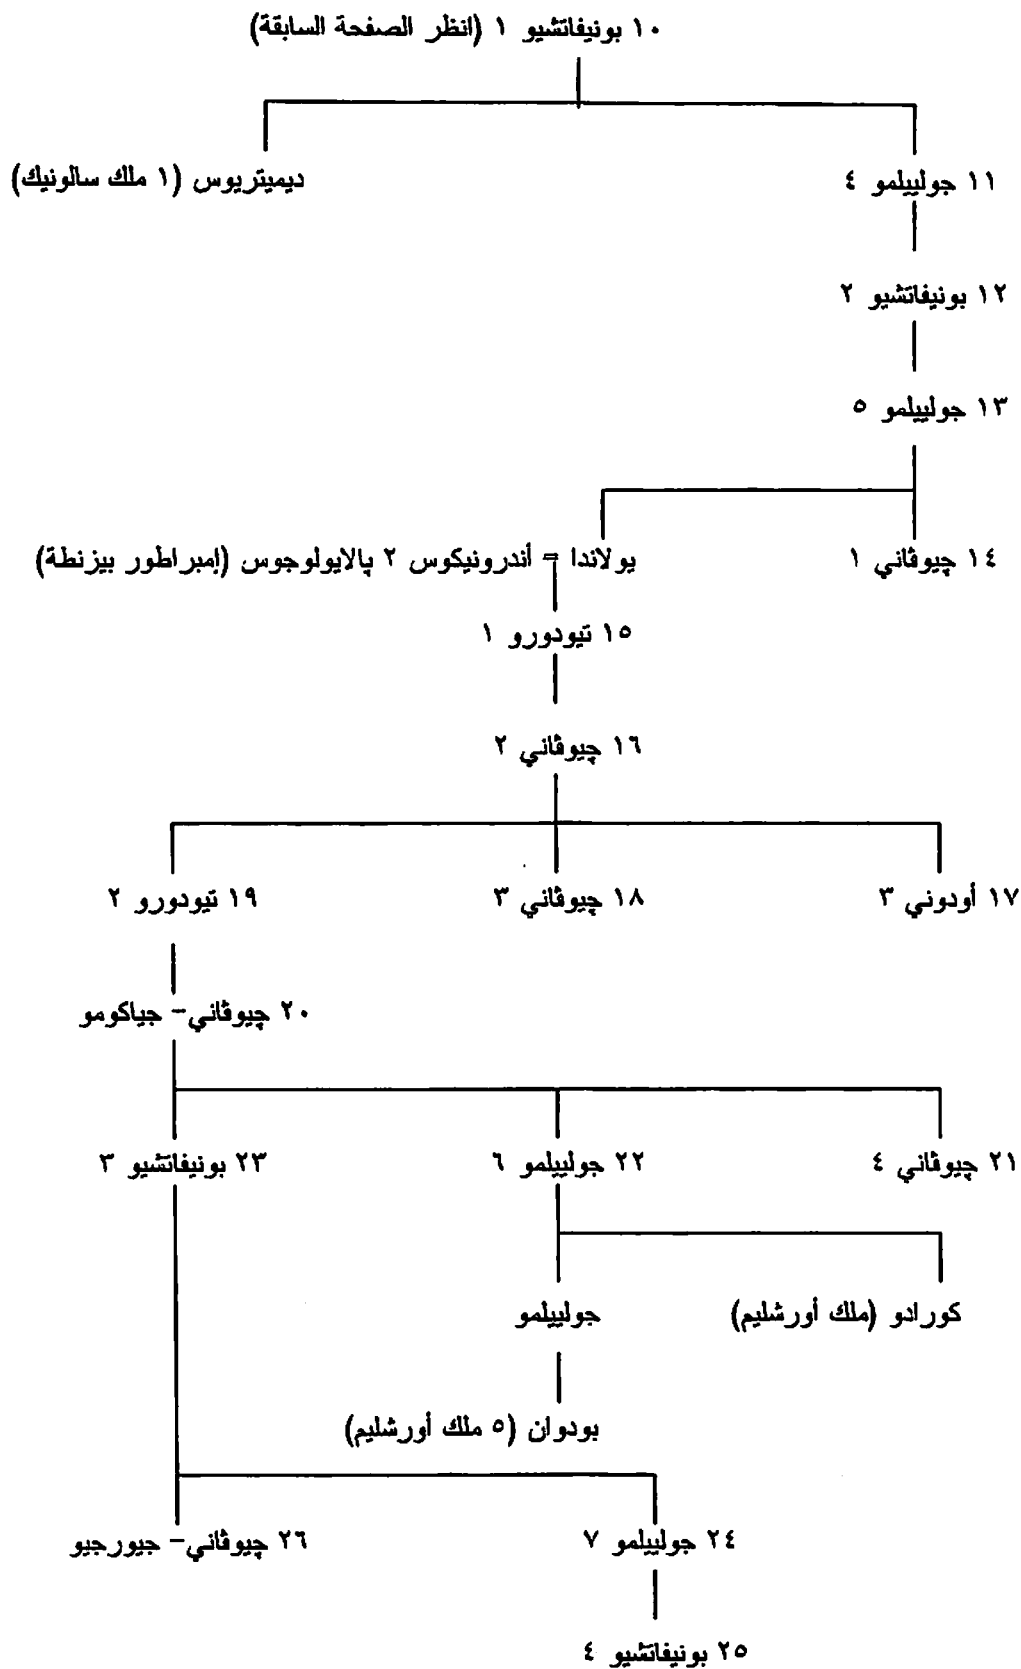 ١٠ بونيفاتشيو ١ (انظر الصفحة السابقة)
١١ جولييلمو ٤
ديميتريوس (١ ملك سالونيك)
١٢ بونيفاتشيو ٢
١٣ جولييلمو ٥
١٤ چيوڤاني ١
يولاندا = أندرونيكوس ٢ پالايولوجوس (إمبراطور بيزنطة)
١٥ تيودورو ١
١٦ چيوڤاني ٢
١٧ أودوني ٣
١٨ چيوڤاني ٣
١٩ تيودورو ٢
٢٠ چيوڤاني- جياكومو
٢١ چيوڤاني ٤
٢٢ جولييلمو ٦
٢٣ بونيفاتشيو ٣
كورادو (ملك أورشليم)
جولييلمو
بودوان (٥ ملك أورشليم)
٢٤ جولييلمو ٧
٢٦ چيوڤاني- جيورجيو
٢٥ بونيفاتشيو ٤